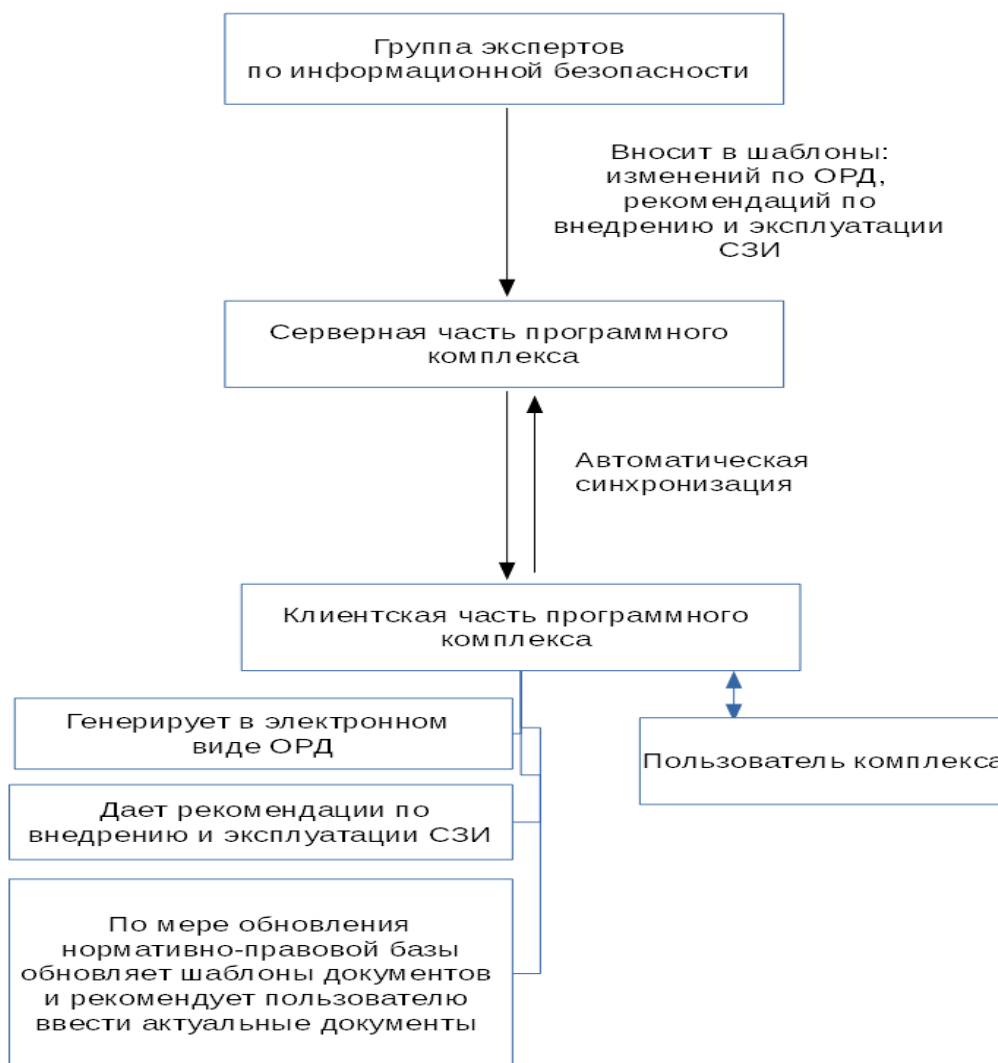 Группа экспертов
по информационной безопасности
Вносит в шаблоны:
изменений по ОРД,
рекомендаций по
внедрению и эксплуатации
СЗИ
Серверная часть программного
комплекса
Автоматическая
синхронизация
Клиентская часть программного
комплекса
Генерирует в электронном
виде ОРД
Пользователь комплекса
Дает рекомендации по
внедрению и эксплуатации СЗИ
По мере обновления
нормативно-правовой базы
обновляет шаблоны документов
и рекомендует пользователю
ввести актуальные документы